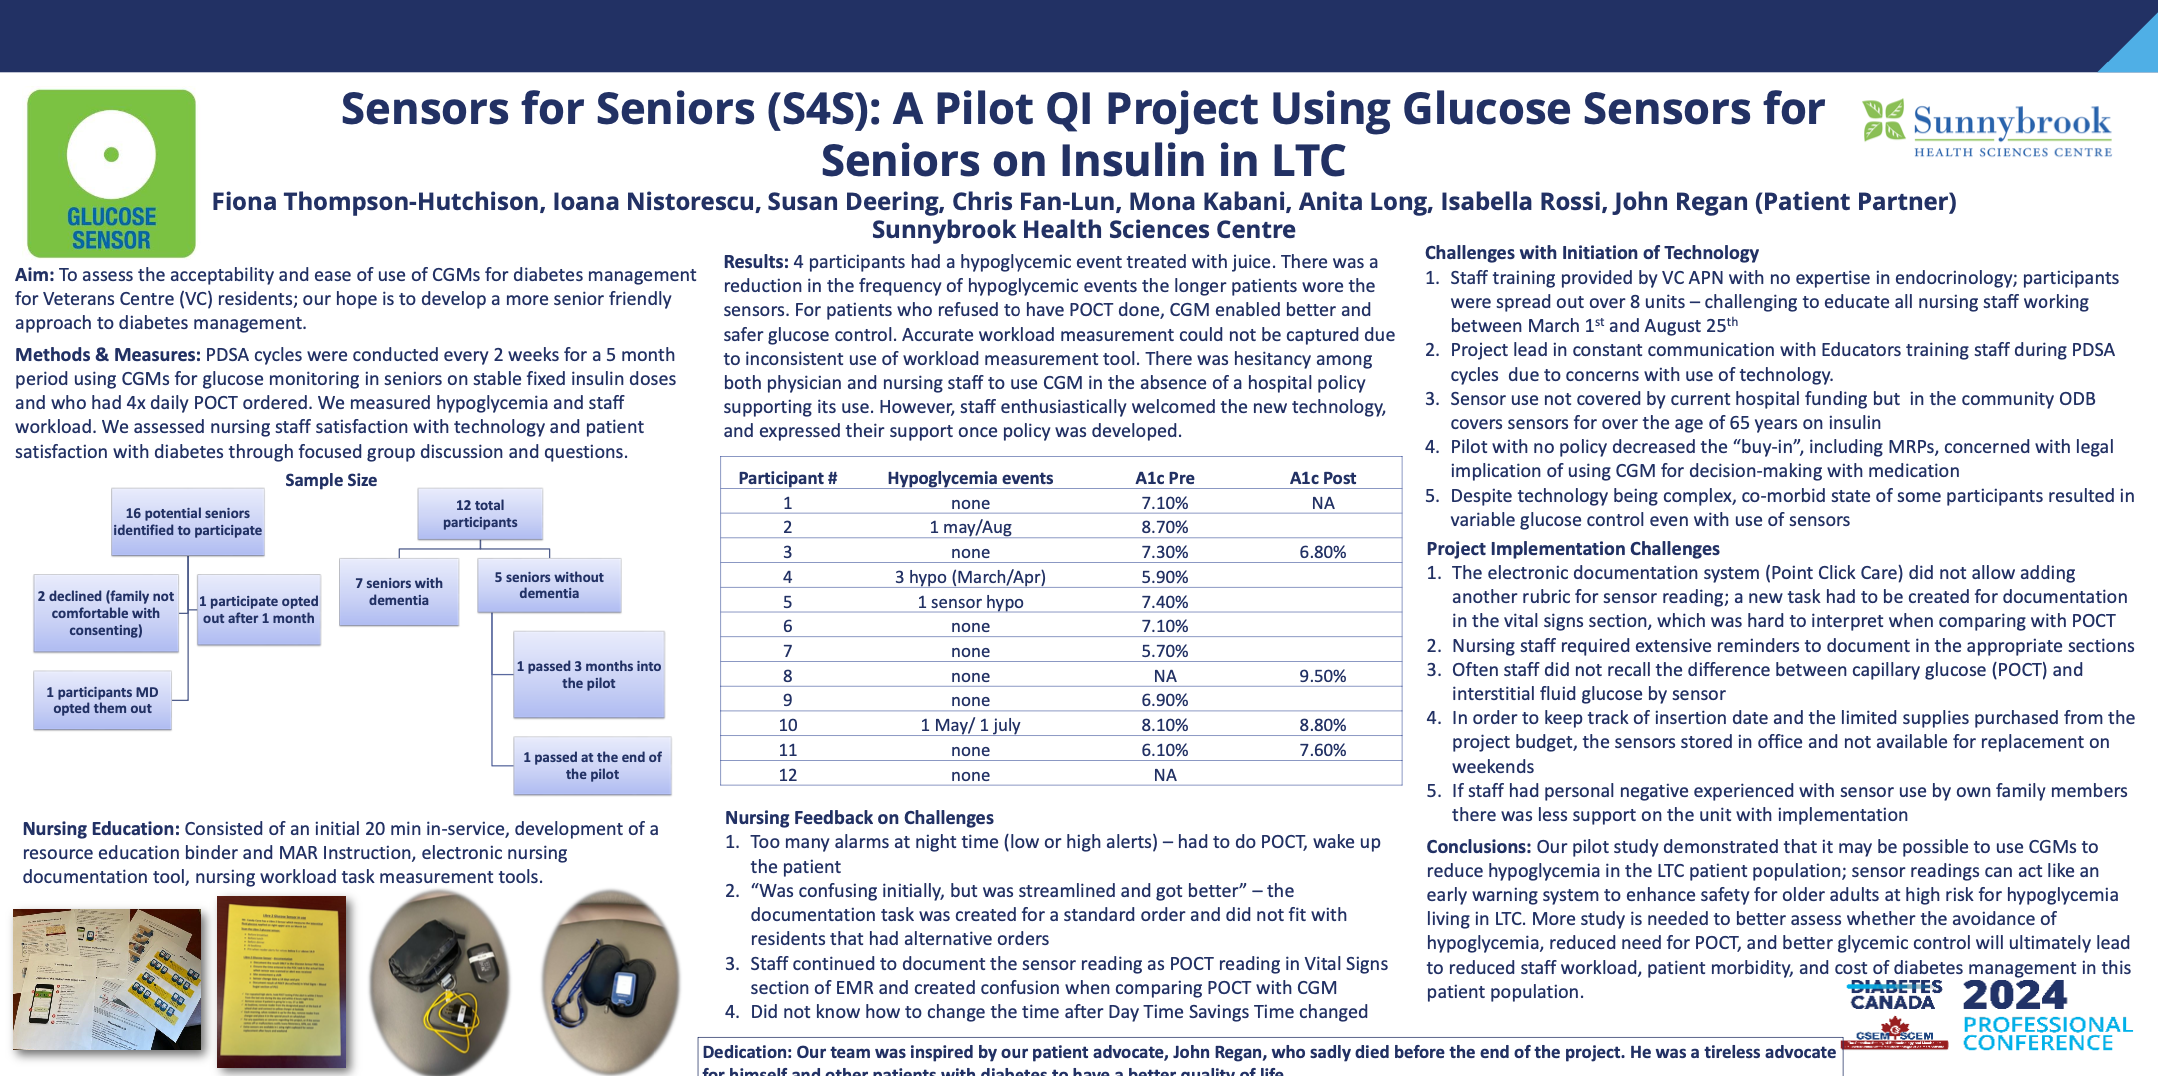 Sensors for Seniors (S4S): A Pilot QI Project Using Glucose Sensors for
Seniors on Insulin in LTC
Fiona Thompson-Hutchison, Ioana Nistorescu, Susan Deering, Chris Fan-Lun, Mona Kabani, Anita Long, Isabella Rossi, John Regan (Patient Partner)
Sunnybrook Health Sciences Centre
GLUCOSE
SENSOR
Sunnybrook
HEALTH SCIENCES CENTRE
Aim: To assess the acceptability and ease of use of CGMs for diabetes management
for Veterans Centre (VC) residents; our hope is to develop a more senior friendly
approach to diabetes management.
Methods & Measures: PDSA cycles were conducted every 2 weeks for a 5 month
period using CGMs for glucose monitoring in seniors on stable fixed insulin doses
and who had 4x daily POCT ordered. We measured hypoglycemia and staff
workload. We assessed nursing staff satisfaction with technology and patient
satisfaction with diabetes through focused group discussion and questions.
Sample Size
16 potential seniors
identified to participate
2 declined (family not
comfortable with
consenting)
1 participate opted
out after 1 month
1 participants MD
opted them out
12 total
participants
7 seniors with
dementia
5 seniors without
dementia
1 passed 3 months into
the pilot
1 passed at the end of
the pilot
Nursing Education: Consisted of an initial 20 min in-service, development of a
resource education binder and MAR Instruction, electronic nursing
documentation tool, nursing workload task measurement tools.
Results: 4 participants had a hypoglycemic event treated with juice. There was a
reduction in the frequency of hypoglycemic events the longer patients wore the
sensors. For patients who refused to have POCT done, CGM enabled better and
safer glucose control. Accurate workload measurement could not be captured due
to inconsistent use of workload measurement tool. There was hesitancy among
both physician and nursing staff to use CGM in the absence of a hospital policy
supporting its use. However, staff enthusiastically welcomed the new technology,
and expressed their support once policy was developed.
Participant # Hypoglycemia events A1c Pre A1c Post
1 none 7.10% NA
2 1 may/Aug 8.70%
3 none 7.30% 6.80%
4 3 hypo (March/Apr) 5.90%
5 1 sensor hypo 7.40%
6 none 7.10%
7 none 5.70%
8 none NA 9.50%
9 none 6.90%
10 1 May/ 1 july 8.10% 8.80%
11 none 6.10% 7.60%
12 none NA
Nursing Feedback on Challenges
1. Too many alarms at night time (low or high alerts) – had to do POCT, wake up
the patient
2. “Was confusing initially, but was streamlined and got better” – the
documentation task was created for a standard order and did not fit with
residents that had alternative orders
3. Staff continued to document the sensor reading as POCT reading in Vital Signs
section of EMR and created confusion when comparing POCT with CGM
4. Did not know how to change the time after Day Time Savings Time changed
Challenges with Initiation of Technology
1. Staff training provided by VC APN with no expertise in endocrinology; participants
were spread out over 8 units – challenging to educate all nursing staff working
between March 1st and August 25th
2. Project lead in constant communication with Educators training staff during PDSA
cycles due to concerns with use of technology.
3. Sensor use not covered by current hospital funding but in the community ODB
covers sensors for over the age of 65 years on insulin
4. Pilot with no policy decreased the “buy-in”, including MRPs, concerned with legal
implication of using CGM for decision-making with medication
5. Despite technology being complex, co-morbid state of some participants resulted in
variable glucose control even with use of sensors
Project Implementation Challenges
1. The electronic documentation system (Point Click Care) did not allow adding
another rubric for sensor reading; a new task had to be created for documentation
in the vital signs section, which was hard to interpret when comparing with POCT
2. Nursing staff required extensive reminders to document in the appropriate sections
3. Often staff did not recall the difference between capillary glucose (POCT) and
interstitial fluid glucose by sensor
4. In order to keep track of insertion date and the limited supplies purchased from the
project budget, the sensors stored in office and not available for replacement on
weekends
5. If staff had personal negative experienced with sensor use by own family members
there was less support on the unit with implementation
Conclusions: Our pilot study demonstrated that it may be possible to use CGMs to
reduce hypoglycemia in the LTC patient population; sensor readings can act like an
early warning system to enhance safety for older adults at high risk for hypoglycemia
living in LTC. More study is needed to better assess whether the avoidance of
hypoglycemia, reduced need for POCT, and better glycemic control will ultimately lead
to reduced staff workload, patient morbidity, and cost of diabetes management in this
patient population.
DIABETES
CANADA
CSEM SCEM
2024
PROFESSIONAL
CONFERENCE
Dedication: Our team was inspired by our patient advocate, John Regan, who sadly died before the end of the project. He was a tireless advocate
for himself and other patients with diabetes to have a better quality of life.